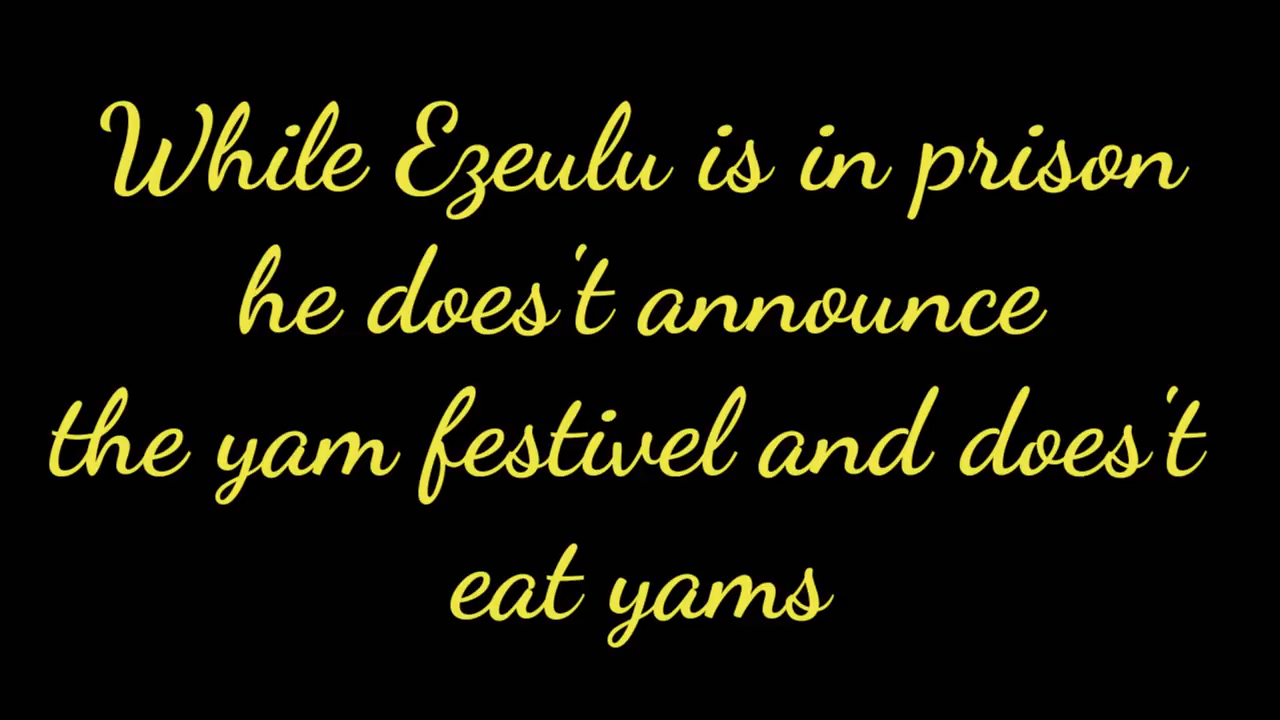 While Ezeulu is in prison
he does't announce
the yam festivel and does't
eat yams